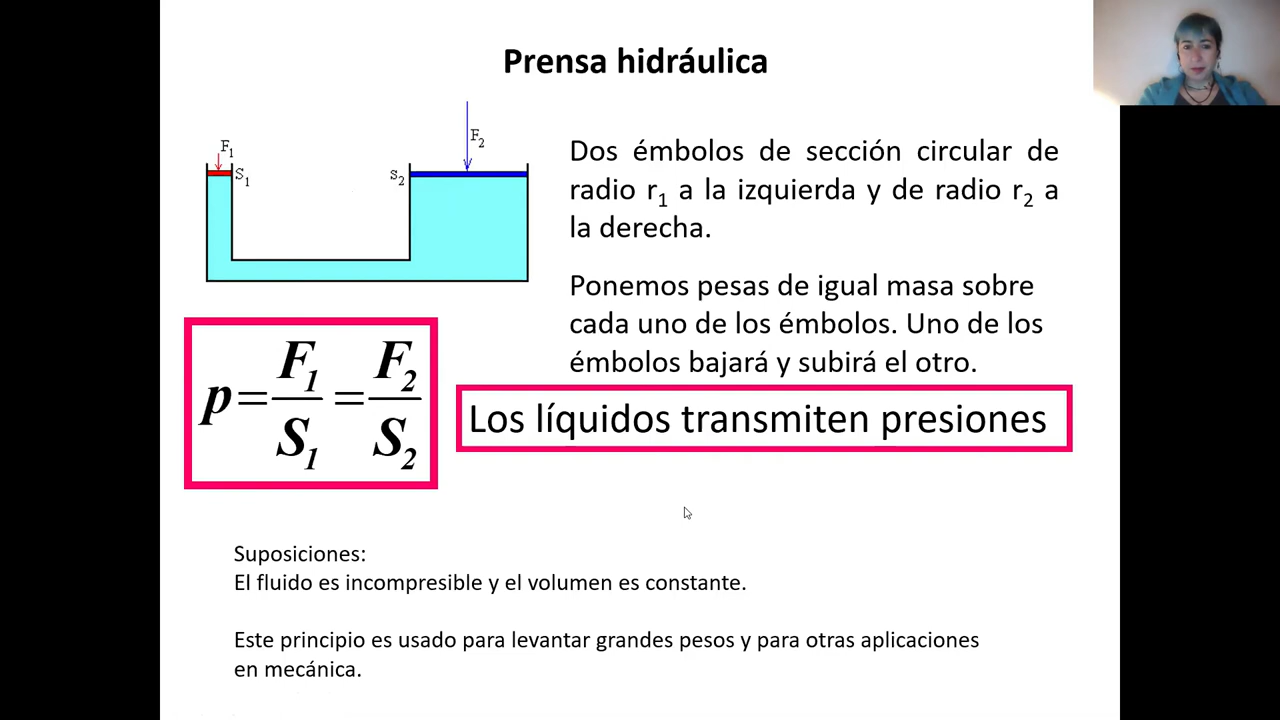 Prensa hidráulica
F1
S1
s2
F2
Dos émbolos de sección circular de
radio r1 a la izquierda y de radio r2 a
la derecha.
Ponemos pesas de igual masa sobre
cada uno de los émbolos. Uno de los
émbolos bajará y subirá el otro.
p=F1/S1=F2/S2
Los líquidos transmiten presiones
Suposiciones:
El fluido es incompresible y el volumen es constante.
Este principio es usado para levantar grandes pesos y para otras aplicaciones
en mecánica.